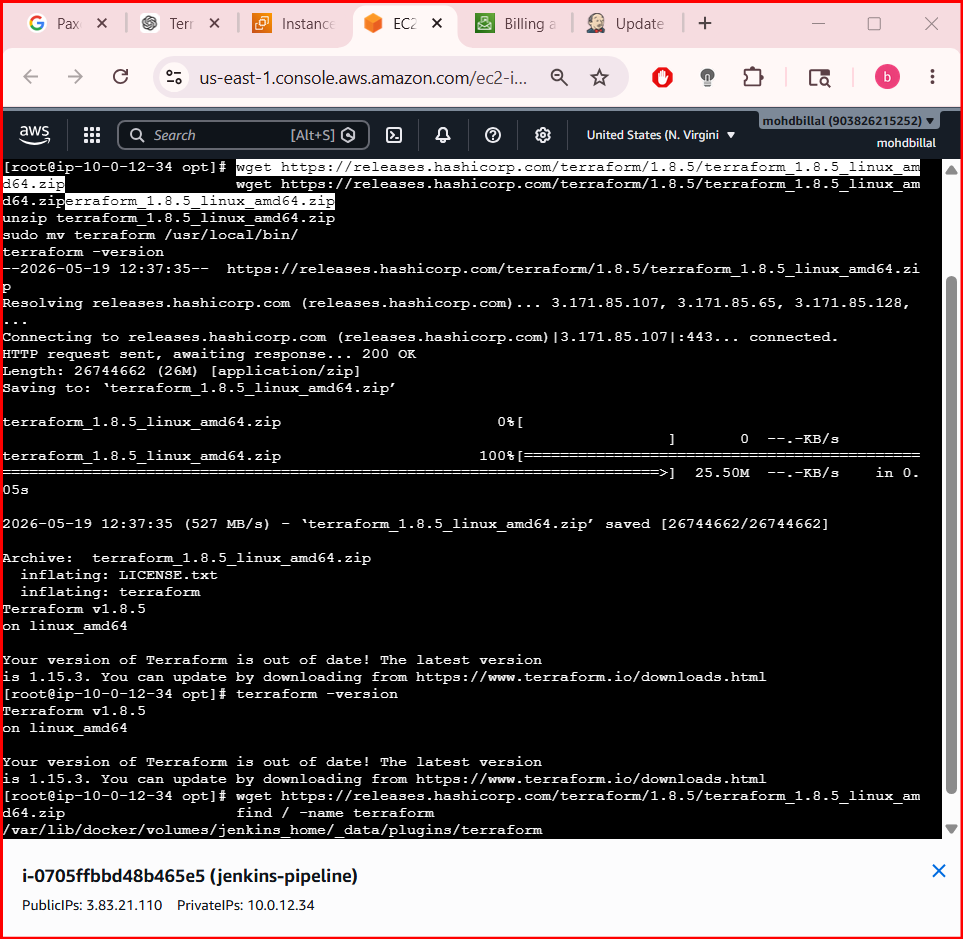 Pax
Terr
Instance
EC2
Billing a
Update
us-east-1.console.aws.amazon.com/ec2-i...
b
aws
Search
[Alt+S]
United States (N. Virgini
mohdbillal (903826215252)
mohdbillal
[root@ip-10-0-12-34 opt]# wget https://releases.hashicorp.com/terraform/1.8.5/terraform_1.8.5_linux_am
d64.zip                   wget https://releases.hashicorp.com/terraform/1.8.5/terraform_1.8.5_linux_am
d64.ziperraform_1.8.5_linux_amd64.zip
unzip terraform_1.8.5_linux_amd64.zip
sudo mv terraform /usr/local/bin/
terraform -version
--2026-05-19 12:37:35--  https://releases.hashicorp.com/terraform/1.8.5/terraform_1.8.5_linux_amd64.zi
p
Resolving releases.hashicorp.com (releases.hashicorp.com)... 3.171.85.107, 3.171.85.65, 3.171.85.128,
...
Connecting to releases.hashicorp.com (releases.hashicorp.com)|3.171.85.107|:443... connected.
HTTP request sent, awaiting response... 200 OK
Length: 26744662 (26M) [application/zip]
Saving to: ‘terraform_1.8.5_linux_amd64.zip’
terraform_1.8.5_linux_amd64.zip                        0%[
]       0  --.-KB/s
terraform_1.8.5_linux_amd64.zip                      100%[============================================
=========================================================================>]  25.50M  --.-KB/s    in 0.
05s
2026-05-19 12:37:35 (527 MB/s) - ‘terraform_1.8.5_linux_amd64.zip’ saved [26744662/26744662]
Archive:  terraform_1.8.5_linux_amd64.zip
  inflating: LICENSE.txt
  inflating: terraform
Terraform v1.8.5
on linux_amd64
Your version of Terraform is out of date! The latest version
is 1.15.3. You can update by downloading from https://www.terraform.io/downloads.html
[root@ip-10-0-12-34 opt]# terraform -version
Terraform v1.8.5
on linux_amd64
Your version of Terraform is out of date! The latest version
is 1.15.3. You can update by downloading from https://www.terraform.io/downloads.html
[root@ip-10-0-12-34 opt]# wget https://releases.hashicorp.com/terraform/1.8.5/terraform_1.8.5_linux_am
d64.zip                   find / -name terraform
/var/lib/docker/volumes/jenkins_home/_data/plugins/terraform
i-0705ffbbd48b465e5 (jenkins-pipeline)
PublicIPs: 3.83.21.110    PrivateIPs: 10.0.12.34